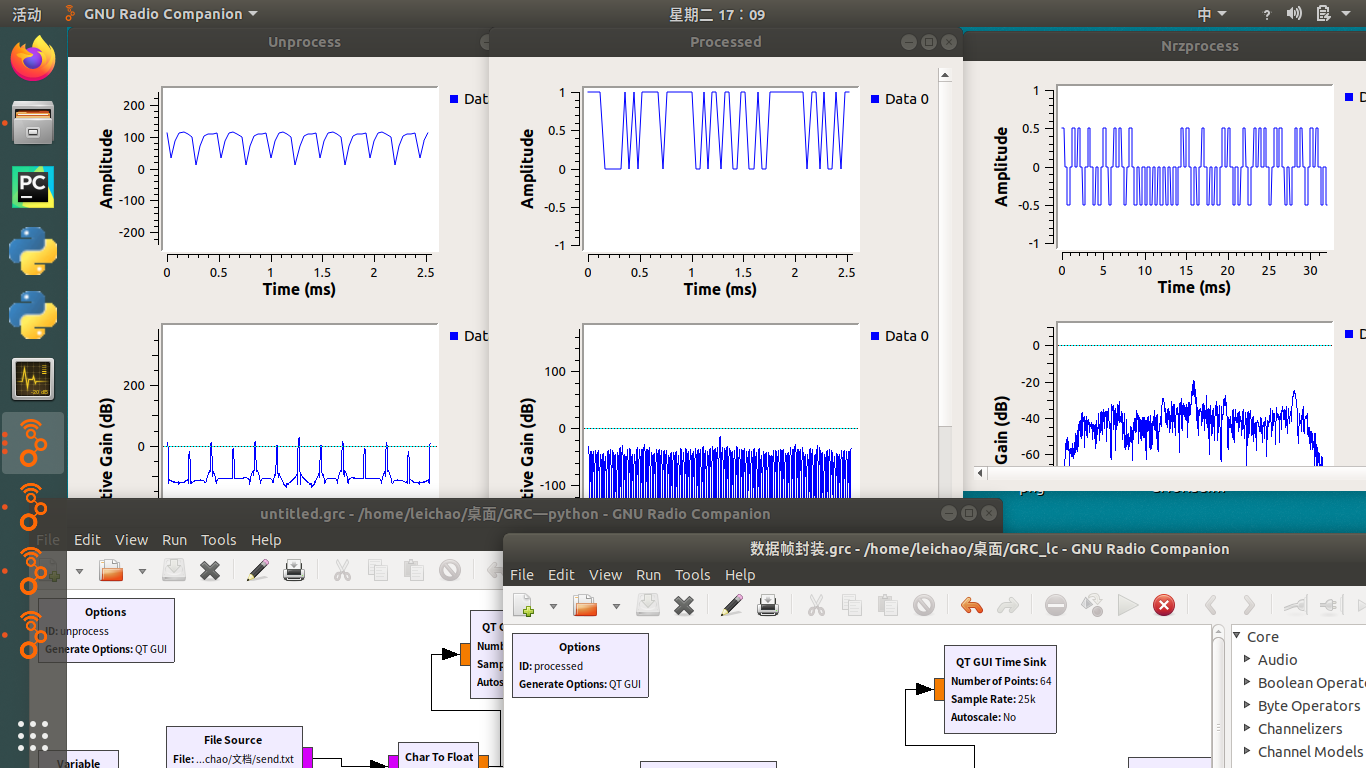 活动
GNU Radio Companion
星期二 17：09
中
Unprocess
Processed
Nrzprocess
200
100
0
-100
-200
Amplitude
0
0.5
1
1.5
2
2.5
Time (ms)
Dat
1
0.5
0
-0.5
-1
Amplitude
0
0.5
1
1.5
2
2.5
Time (ms)
Data 0
1
0.5
0
-0.5
-1
Amplitude
0
5
10
15
20
25
30
Time (ms)
D
200
0
tive Gain (dB)
Dat
100
0
-100
tive Gain (dB)
Data 0
0
-20
-40
-60
Gain (dB)
D
untitled.grc - /home/leichao/桌面/GRC—python - GNU Radio Companion
File Edit View Run Tools Help
Options
ID: unprocess
Generate Options: QT GUI
QT G
Numb
Samp
Autos
File Source
File: ...chao/文档/send.txt
Char To Float
Variable
数据帧封装.grc - /home/leichao/桌面/GRC_lc - GNU Radio Companion
File Edit View Run Tools Help
Options
ID: processed
Generate Options: QT GUI
QT GUI Time Sink
Number of Points: 64
Sample Rate: 25k
Autoscale: No
Core
Audio
Boolean Operato
Byte Operators
Channelizers
Channel Models